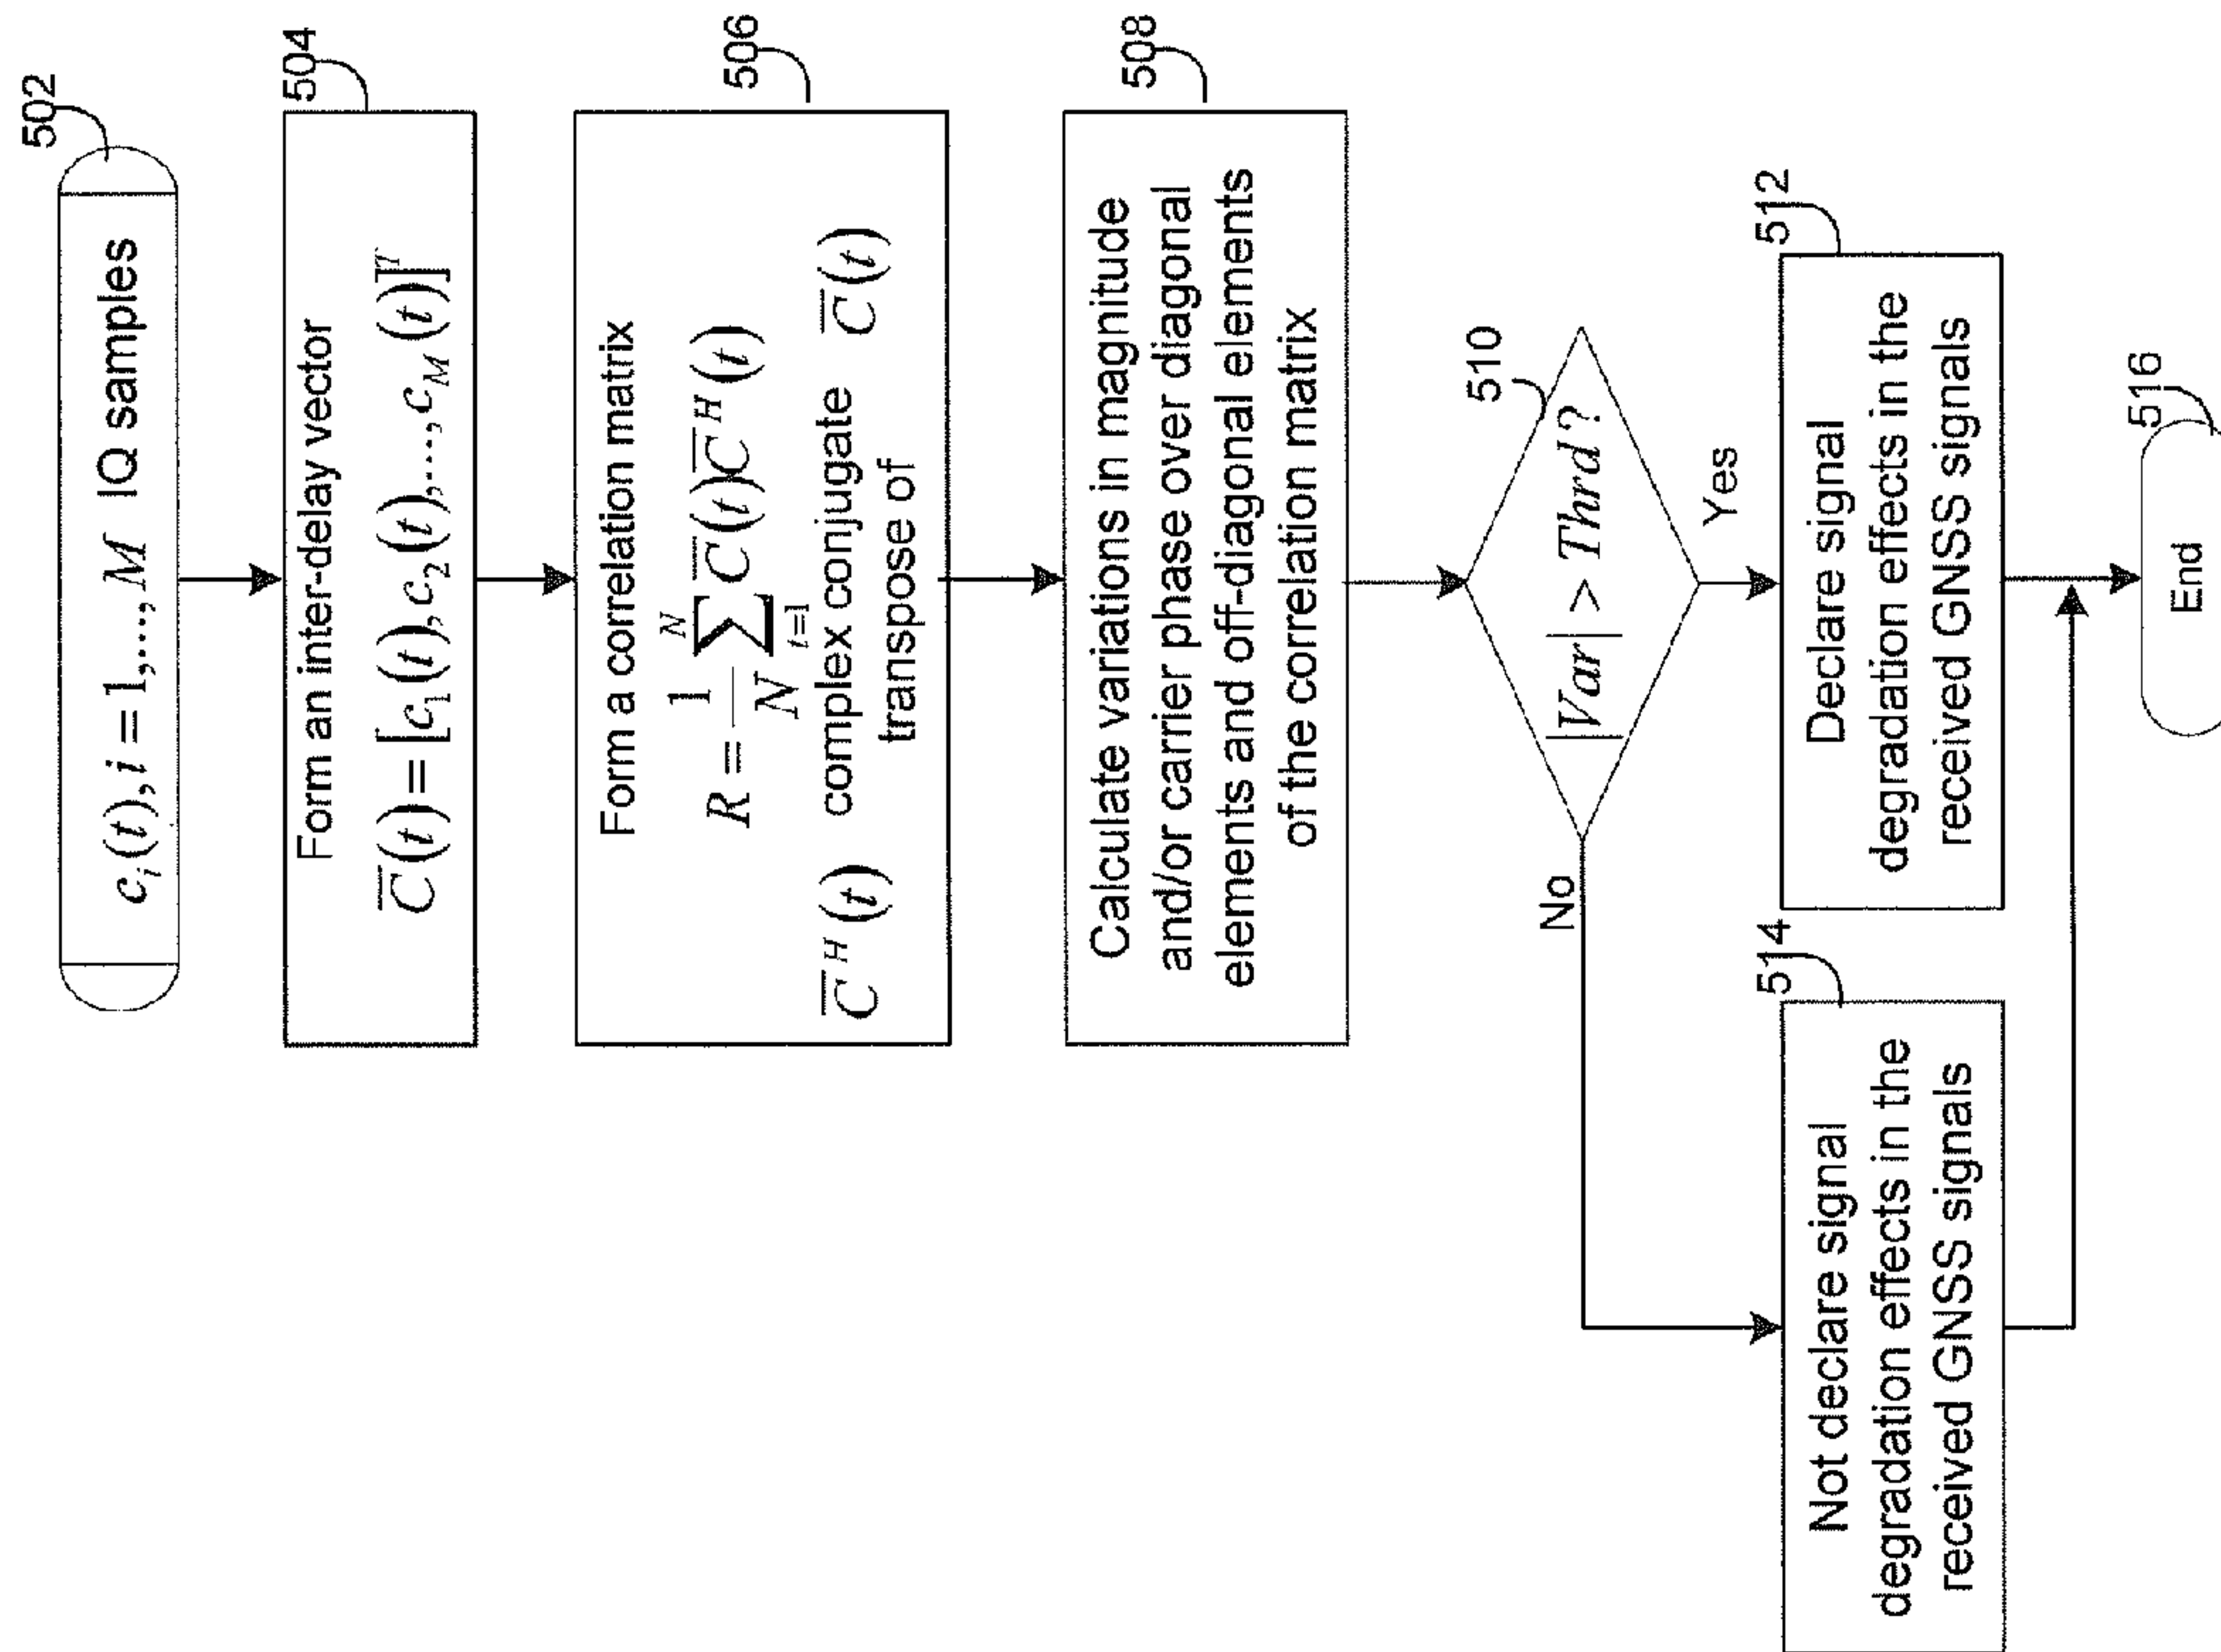 502
c_i(t), i = 1,..., M IQ samples
504
Form an inter-delay vector
C̅(t) = [c_1(t), c_2(t),..., c_M(t)]^T
506
Form a correlation matrix
R = 1/N ∑_{t=1}^{N} C̅(t)C̅^H(t)
C̅^H(t) complex conjugate C̅(t)
transpose of
508
Calculate variations in magnitude
and/or carrier phase over diagonal
elements and off-diagonal elements
of the correlation matrix
510
|Var| > Thrd?
No
Yes
514
Not declare signal
degradation effects in the
received GNSS signals
512
Declare signal
degradation effects in the
received GNSS signals
516
End